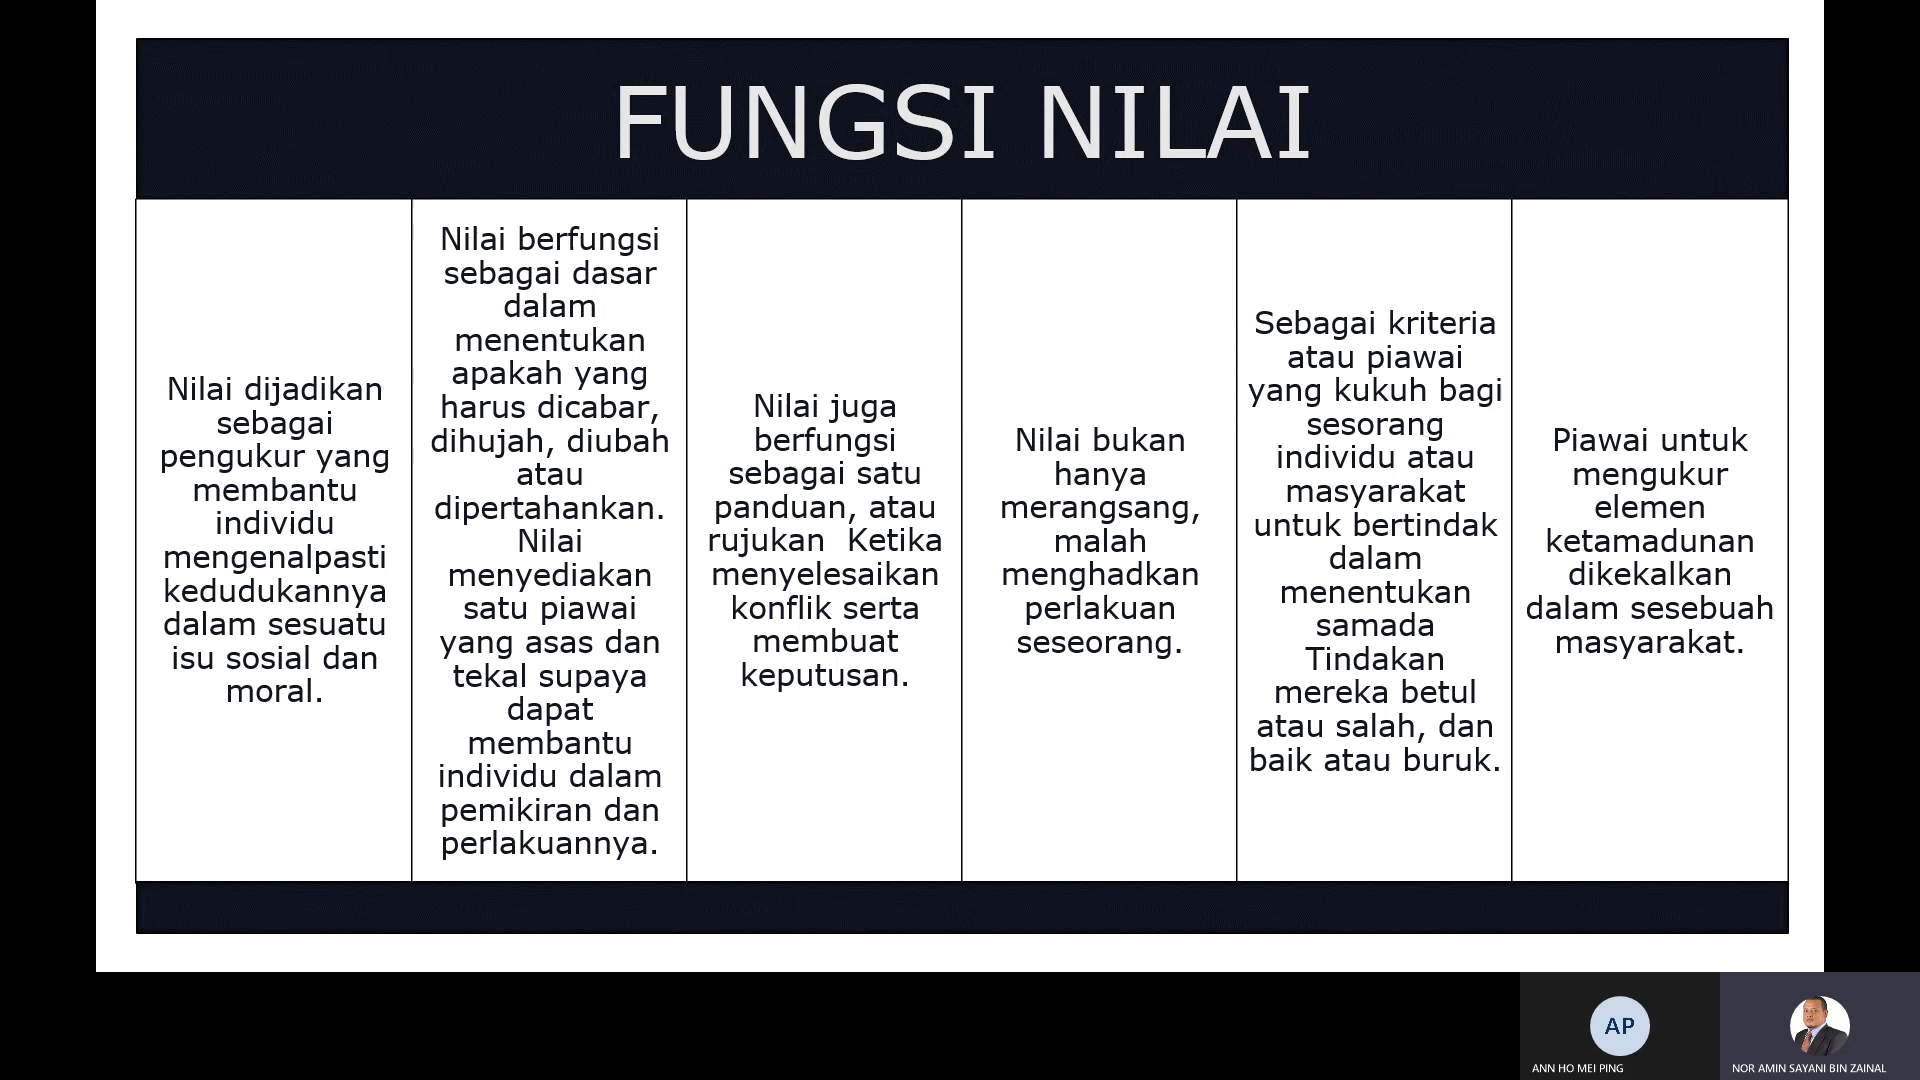 FUNGSI NILAI
Nilai dijadikan
sebagai
pengukur yang
membantu
individu
mengenalpasti
kedudukannya
dalam sesuatu
isu sosial dan
moral.
Nilai berfungsi
sebagai dasar
dalam
menentukan
apakah yang
harus dicabar,
dihujah, diubah
atau
dipertahankan.
Nilai
menyediakan
satu piawai
yang asas dan
tekal supaya
dapat
membantu
individu dalam
pemikiran dan
perlakuannya.
Nilai juga
berfungsi
sebagai satu
panduan, atau
rujukan  Ketika
menyelesaikan
konflik serta
membuat
keputusan.
Nilai bukan
hanya
merangsang,
malah
menghadkan
perlakuan
seseorang.
Sebagai kriteria
atau piawai
yang kukuh bagi
sesorang
individu atau
masyarakat
untuk bertindak
dalam
menentukan
samada
Tindakan
mereka betul
atau salah, dan
baik atau buruk.
Piawai untuk
mengukur
elemen
ketamadunan
dikekalkan
dalam sesebuah
masyarakat.
AP
ANN HO MEI PING
NOR AMIN SAYANI BIN ZAINAL